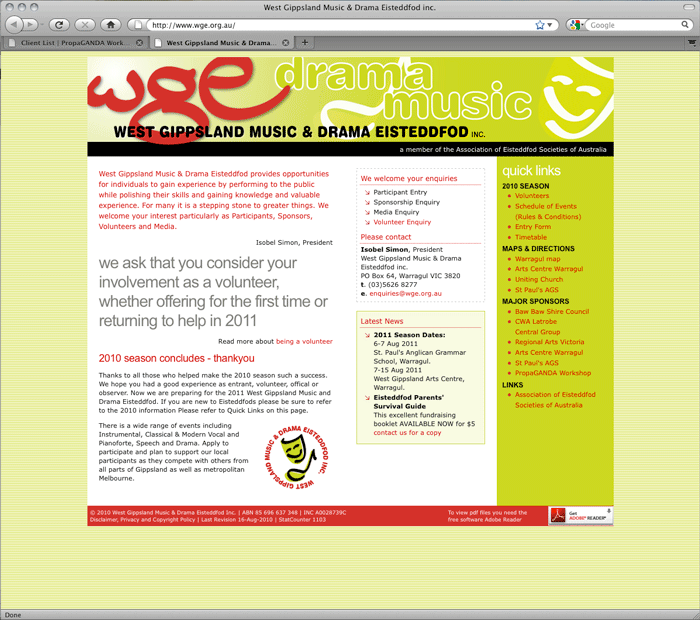 West Gippsland Music & Drama Eisteddfod inc.
http://www.wge.org.au/
Google
Client List | PropaGANDA Work...
West Gippsland Music & Drama...
wge drama music
WEST GIPPSLAND MUSIC & DRAMA EISTEDDFOD INC.
a member of the Association of Eisteddfod Societies of Australia
West Gippsland Music & Drama Eisteddfod provides opportunities
for individuals to gain experience by performing to the public
while polishing their skills and gaining knowledge and valuable
experience. For many it is a stepping stone to greater things. We
welcome your interest particularly as Participants, Sponsors,
Volunteers and Media.
Isobel Simon, President
we ask that you consider your
involvement as a volunteer,
whether offering for the first time or
returning to help in 2011
Read more about being a volunteer
2010 season concludes - thankyou
Thanks to all those who helped make the 2010 season such a success.
We hope you had a good experience as entrant, volunteer, offical or
observer. Now we are preparing for the 2011 West Gippsland Music and
Drama Eisteddfod. If you are new to Eisteddfods please be sure to refer
to the 2010 information Please refer to Quick Links on this page.
There is a wide range of events including
Instrumental, Classical & Modern Vocal and
Pianoforte, Speech and Drama. Apply to
participate and plan to support our local
participants as they compete with others from
all parts of Gippsland as well as metropolitan
Melbourne.
MUSIC & DRAMA EISTEDDFOD INC. WEST GIPPSLAND
We welcome your enquiries
Participant Entry
Sponsorship Enquiry
Media Enquiry
Volunteer Enquiry
Please contact
Isobel Simon, President
West Gippsland Music & Drama
Eisteddfod inc.
PO Box 64, Warragul VIC 3820
t. (03)5626 8277
e. enquiries@wge.org.au
Latest News
2011 Season Dates:
6-7 Aug 2011
St. Paul's Anglican Grammar
School, Warragul.
7-15 Aug 2011
West Gippsland Arts Centre,
Warragul.
Eisteddfod Parents'
Survival Guide
This excellent fundraising
booklet AVAILABLE NOW for $5
contact us for a copy
quick links
2010 SEASON
Volunteers
Schedule of Events
(Rules & Conditions)
Entry Form
Timetable
MAPS & DIRECTIONS
Warragul map
Arts Centre Warragul
Uniting Church
St Paul's AGS
MAJOR SPONSORS
Baw Baw Shire Council
CWA Latrobe
Central Group
Regional Arts Victoria
Arts Centre Warragul
St Paul's AGS
PropaGANDA Workshop
LINKS
Association of Eisteddfod
Societies of Australia
© 2010 West Gippsland Music & Drama Eisteddfod Inc. | ABN 85 696 637 348 | INC A0028739C
Disclaimer, Privacy and Copyright Policy | Last Revision 16-Aug-2010 | StatCounter 1103
To view pdf files you need the
free software Adobe Reader
Get
ADOBE® READER®
Done